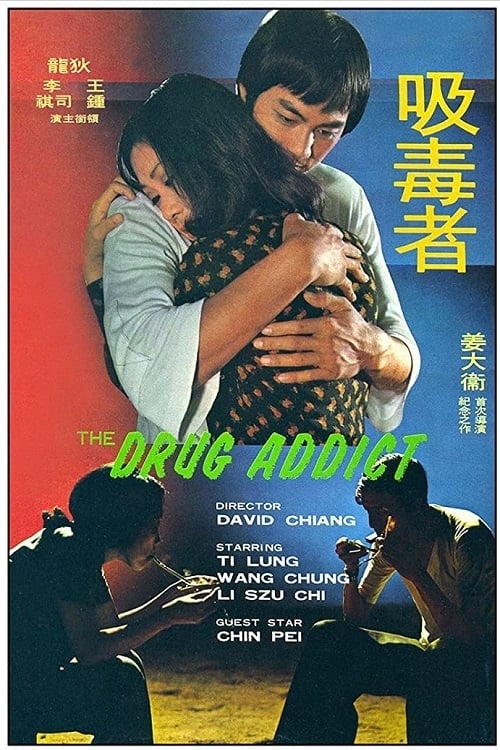 龍狄
李 王
祺司 鍾
演主銜領
吸毒者
姜大衞
首次導演
紀念之作
THE DRUG ADDICT
DIRECTOR
DAVID CHIANG
STARRING
TI LUNG
WANG CHUNG
LI SZU CHI
GUEST STAR
CHIN PEI